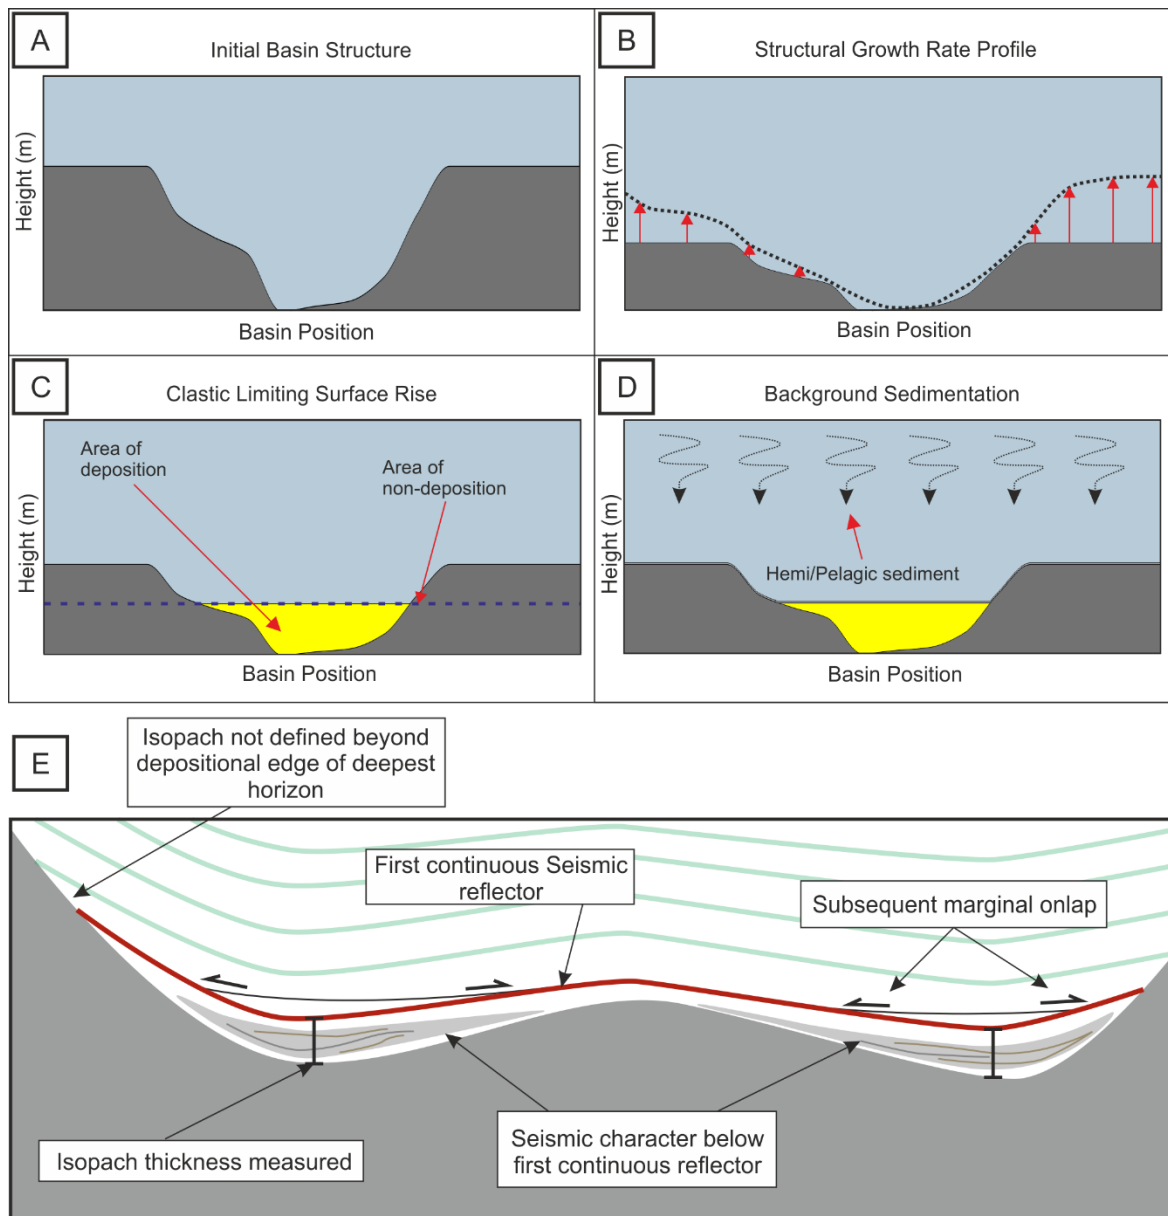 A
Initial Basin Structure
Height (m)
Basin Position
B
Structural Growth Rate Profile
Height (m)
Basin Position
C
Clastic Limiting Surface Rise
Area of
deposition
Area of
non-deposition
Height (m)
Basin Position
D
Background Sedimentation
Hemi/Pelagic sediment
Height (m)
Basin Position
E
Isopach not defined beyond
depositional edge of deepest
horizon
First continuous Seismic
reflector
Subsequent marginal onlap
Isopach thickness measured
Seismic character below
first continuous reflector